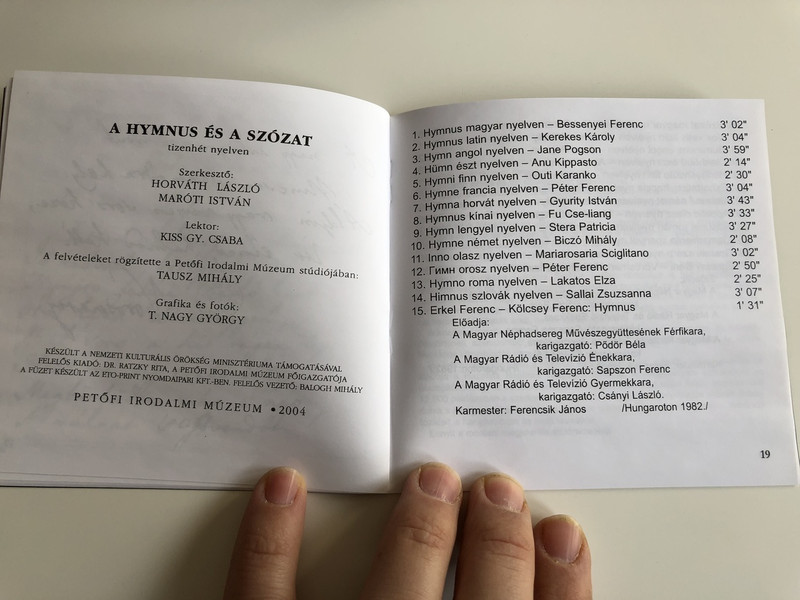 A HYMNUS ÉS A SZÓZAT
tizenhét nyelven
Szerkesztő:
HORVÁTH LÁSZLÓ
MARÓTI ISTVÁN
Lektor:
KISS GY. CSABA
A felvételeket rögzítette a Petőfi Irodalmi Múzeum stúdiójában:
TAUSZ MIHÁLY
Grafika és fotók:
T. NAGY GYÖRGY
KÉSZÜLT A NEMZETI KULTURÁLIS ÖRÖKSÉG MINISZTÉRIUMA TÁMOGATÁSÁVAL
FELELŐS KIADÓ: DR. RATZKY RITA, A PETŐFI IRODALMI MÚZEUM FŐIGAZGATÓJA
A FÜZET KÉSZÜLT AZ ETO-PRINT NYOMDAIPARI KFT.-BEN. FELELŐS VEZETŐ: BALOGH MIHÁLY
PETŐFI IRODALMI MÚZEUM • 2004
1. Hymnus magyar nyelven – Bessenyei Ferenc 3' 02"
2. Hymnus latin nyelven – Kerekes Károly 3' 04"
3. Hymn angol nyelven – Jane Pogson 3' 59"
4. Hümn észt nyelven – Anu Kippasto 2' 14"
5. Hymni finn nyelven – Outi Karanko 2' 30"
6. Hymne francia nyelven – Péter Ferenc 3' 04"
7. Hymna horvát nyelven – Gyurity István 3' 43"
8. Hymnus kínai nyelven – Fu Cse-liang 3' 33"
9. Hymn lengyel nyelven – Stera Patricia 3' 27"
10. Hymne német nyelven – Biczó Mihály 2' 08"
11. Inno olasz nyelven – Mariarosaria Sciglitano 3' 02"
12. Гимн orosz nyelven – Péter Ferenc 2' 50"
13. Hymno roma nyelven – Lakatos Elza 2' 25"
14. Himnus szlovák nyelven – Sallai Zsuzsanna 3' 07"
15. Erkel Ferenc – Kölcsey Ferenc: Hymnus 1' 31"
Előadja:
A Magyar Néphadsereg Művészegyüttesének Férfikara,
karigazgató: Pödör Béla
A Magyar Rádió és Televízió Énekkara,
karigazgató: Sapszon Ferenc
A Magyar Rádió és Televízió Gyermekkara,
karigazgató: Csányi László.
Karmester: Ferencsik János /Hungaroton 1982./
19